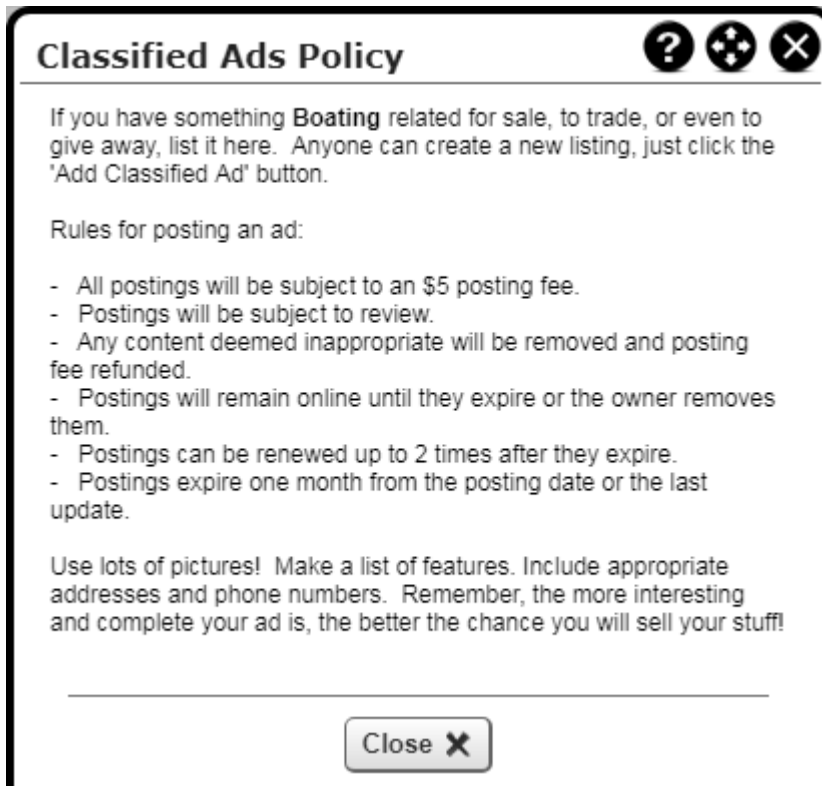 Classified Ads Policy
If you have something Boating related for sale, to trade, or even to
give away, list it here.  Anyone can create a new listing, just click the
'Add Classified Ad' button.
Rules for posting an ad:
-   All postings will be subject to an $5 posting fee.
-   Postings will be subject to review.
-   Any content deemed inappropriate will be removed and posting
fee refunded.
-   Postings will remain online until they expire or the owner removes
them.
-   Postings can be renewed up to 2 times after they expire.
-   Postings expire one month from the posting date or the last
update.
Use lots of pictures!  Make a list of features. Include appropriate
addresses and phone numbers.  Remember, the more interesting
and complete your ad is, the better the chance you will sell your stuff!
Close